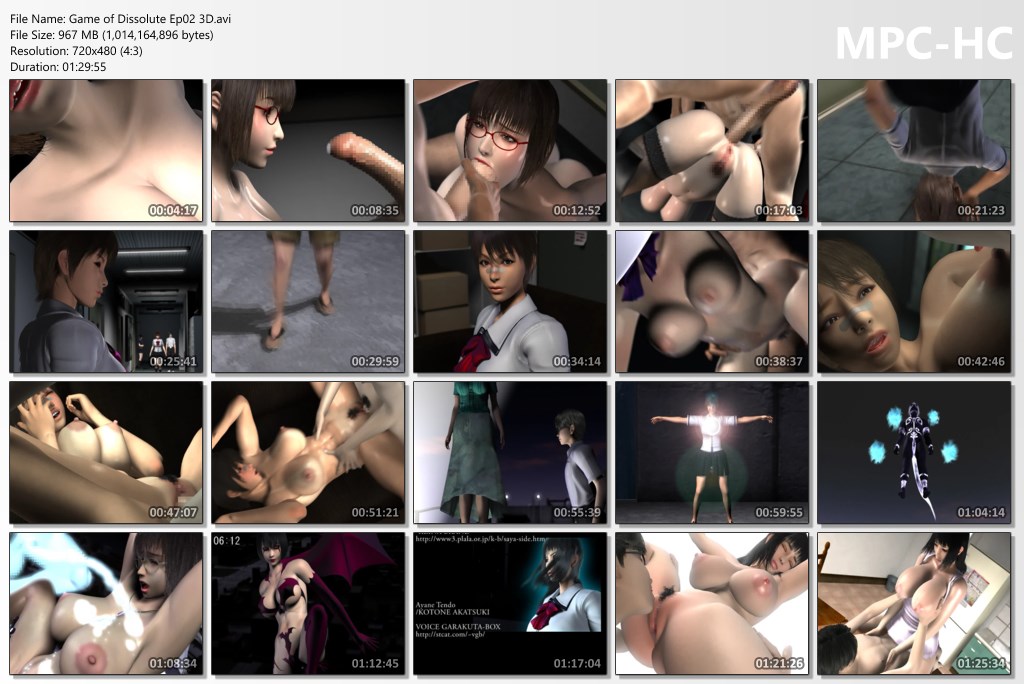 File Name: Game of Dissolute Ep02 3D.avi
File Size: 967 MB (1,014,164,896 bytes)
Resolution: 720x480 (4:3)
Duration: 01:29:55
MPC-HC
00:04:17
00:08:35
00:12:52
00:17:03
00:21:23
00:25:41
00:29:59
00:34:14
00:38:37
00:42:46
00:47:07
00:51:21
00:55:39
00:59:55
01:04:14
01:08:34
06:12
01:12:45
http://www3.plala.or.jp/k-b/saya-side.htm
Ayane Tendo
/KOTONE AKATSUKI
VOICE GARAKUTA-BOX
http://stcat.com/~vgb/
01:17:04
01:21:26
01:25:34